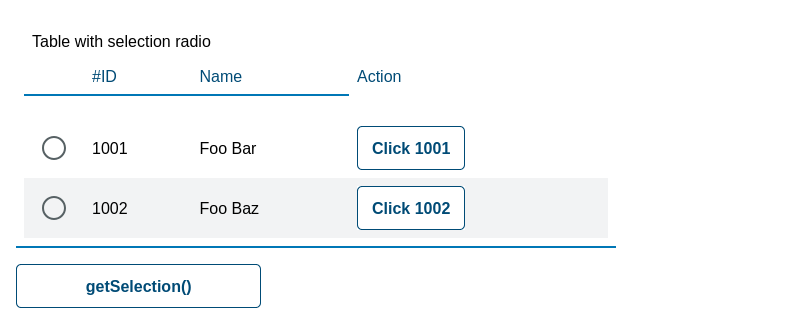 Table with selection radio
#ID Name Action
1001 Foo Bar Click 1001
1002 Foo Baz Click 1002
getSelection()